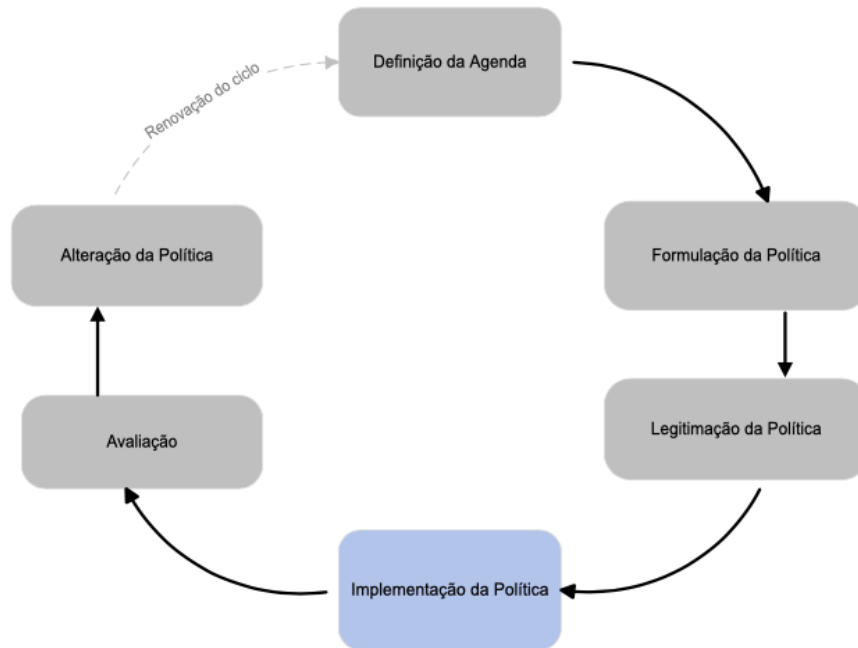 Definição da Agenda
Renovação do ciclo
Alteração da Política
Formulação da Política
Legitimação da Política
Avaliação
Implementação da Política